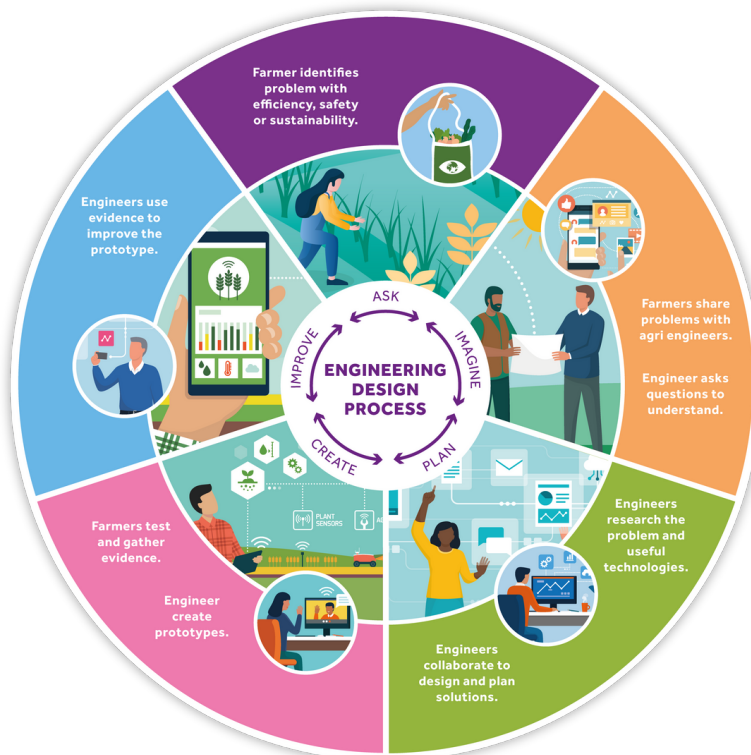 Farmer identifies
problem with
efficiency, safety
or sustainability.
Farmers share
problems with
agri engineers.
Engineer asks
questions to
understand.
Engineers
research the
problem and
useful
technologies.
Engineers
collaborate to
design and plan
solutions.
Farmers test
and gather
evidence.
Engineer
create
prototypes.
Engineers use
evidence to
improve the
prototype.
ASK
IMAGINE
PLAN
CREATE
IMPROVE
ENGINEERING
DESIGN
PROCESS
PLANT
SENSORS